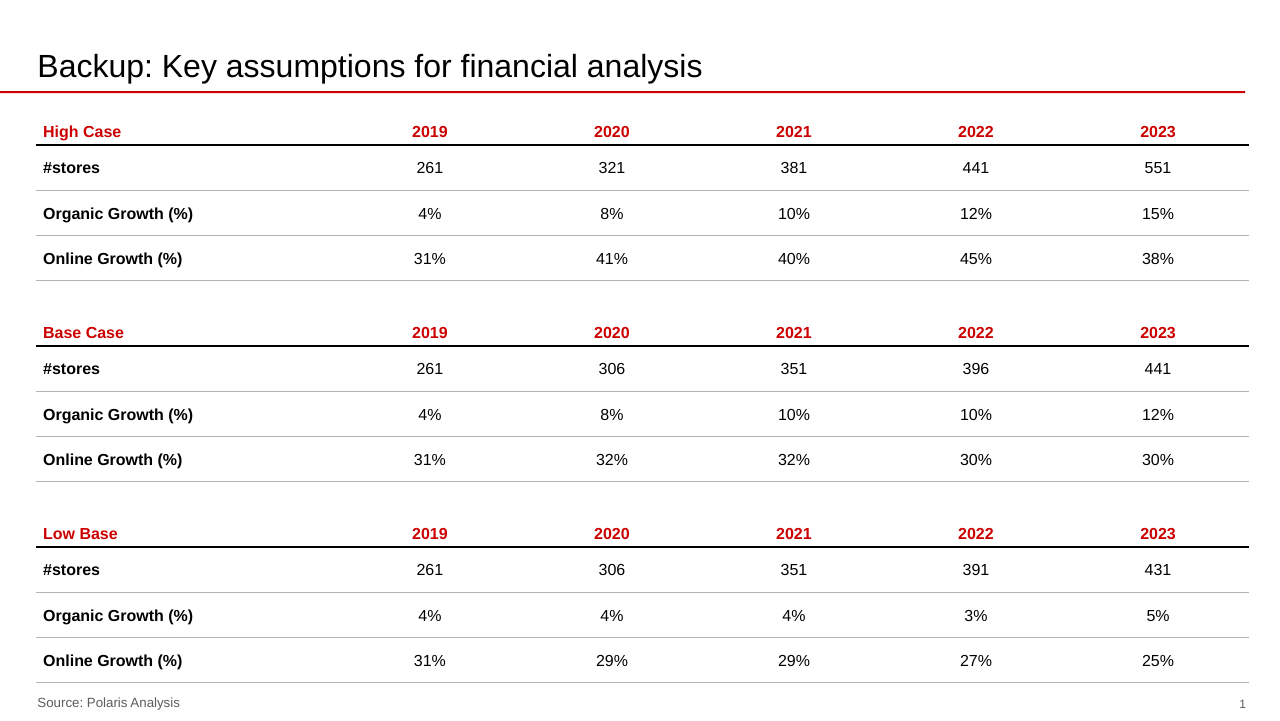 Backup: Key assumptions for financial analysis
High Case 2019 2020 2021 2022 2023
#stores 261 321 381 441 551
Organic Growth (%) 4% 8% 10% 12% 15%
Online Growth (%) 31% 41% 40% 45% 38%
Base Case 2019 2020 2021 2022 2023
#stores 261 306 351 396 441
Organic Growth (%) 4% 8% 10% 10% 12%
Online Growth (%) 31% 32% 32% 30% 30%
Low Base 2019 2020 2021 2022 2023
#stores 261 306 351 391 431
Organic Growth (%) 4% 4% 4% 3% 5%
Online Growth (%) 31% 29% 29% 27% 25%
Source: Polaris Analysis
1